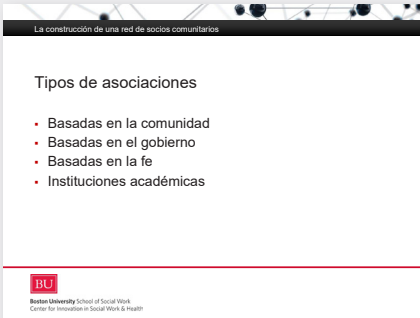 La construcción de una red de socios comunitarios
Tipos de asociaciones
▪ Basadas en la comunidad
▪ Basadas en el gobierno
▪ Basadas en la fe
▪ Instituciones académicas
BU
Boston University School of Social Work
Center for Innovation in Social Work & Health